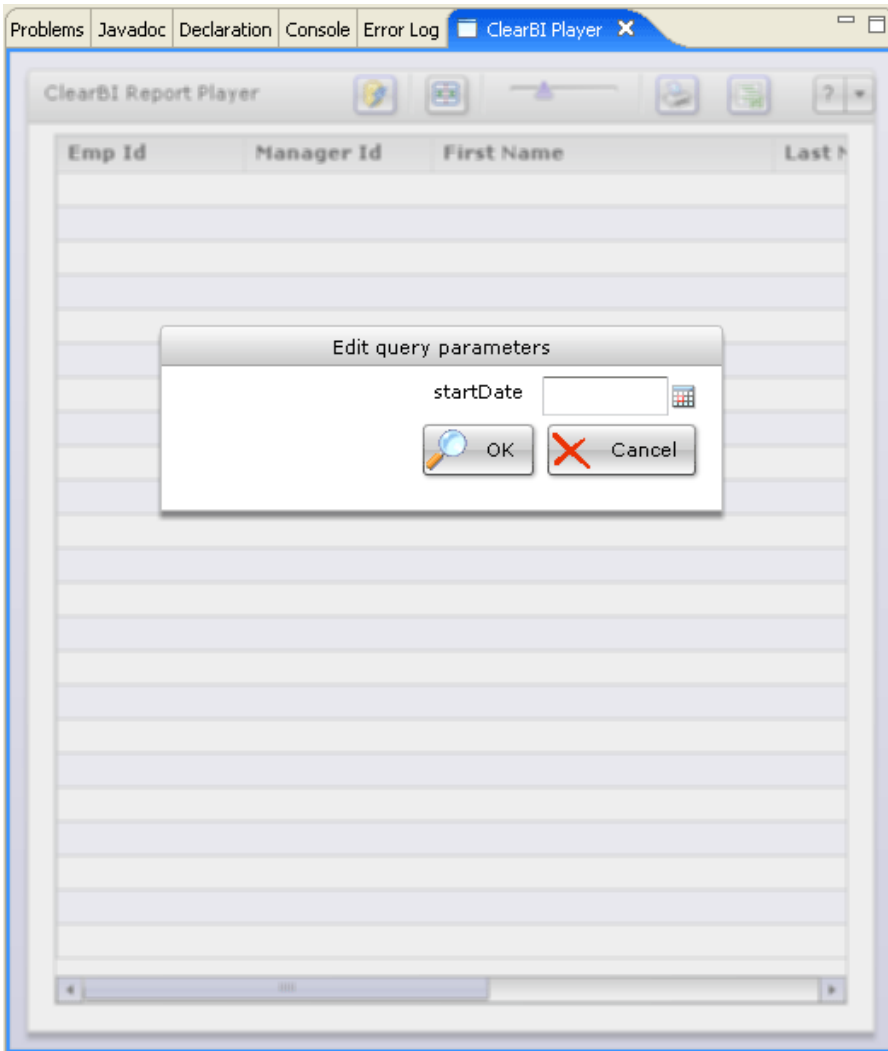 Problems Javadoc Declaration Console Error Log ClearBI Player
ClearBI Report Player ?
Emp Id Manager Id First Name Last N
Edit query parameters
startDate
OK Cancel